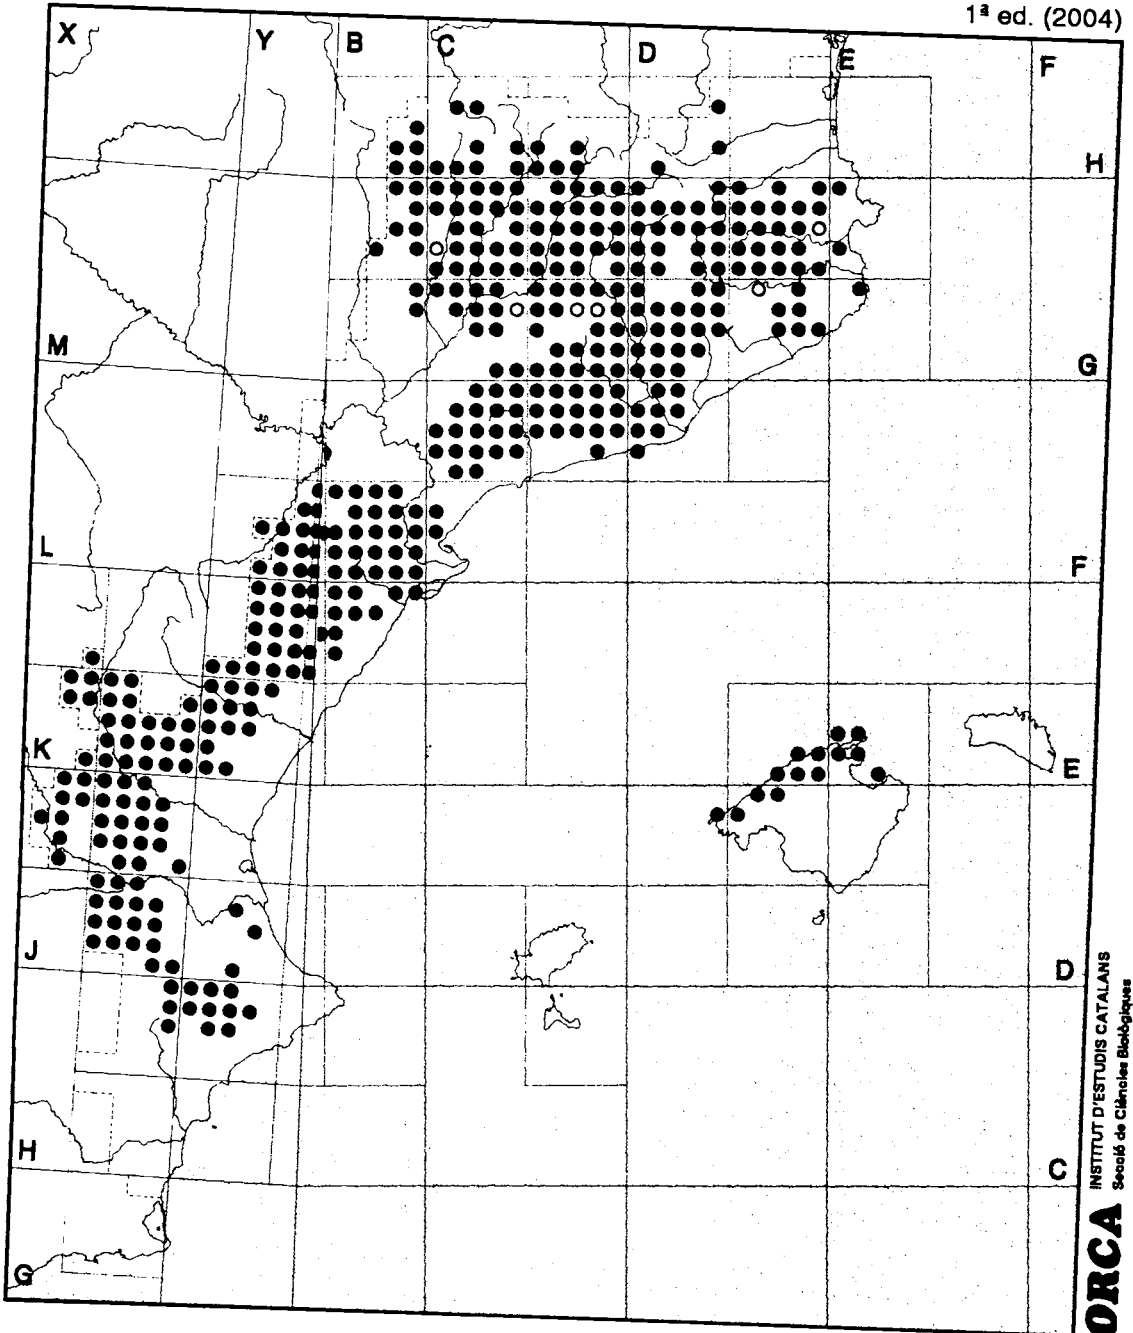 1ª ed. (2004)
X
Y
B
C
D
E
F
H
M
G
L
F
K
E
J
D
H
C
G
INSTITUT D'ESTUDIS CATALANS
Secció de Ciències Biològiques
ORCA